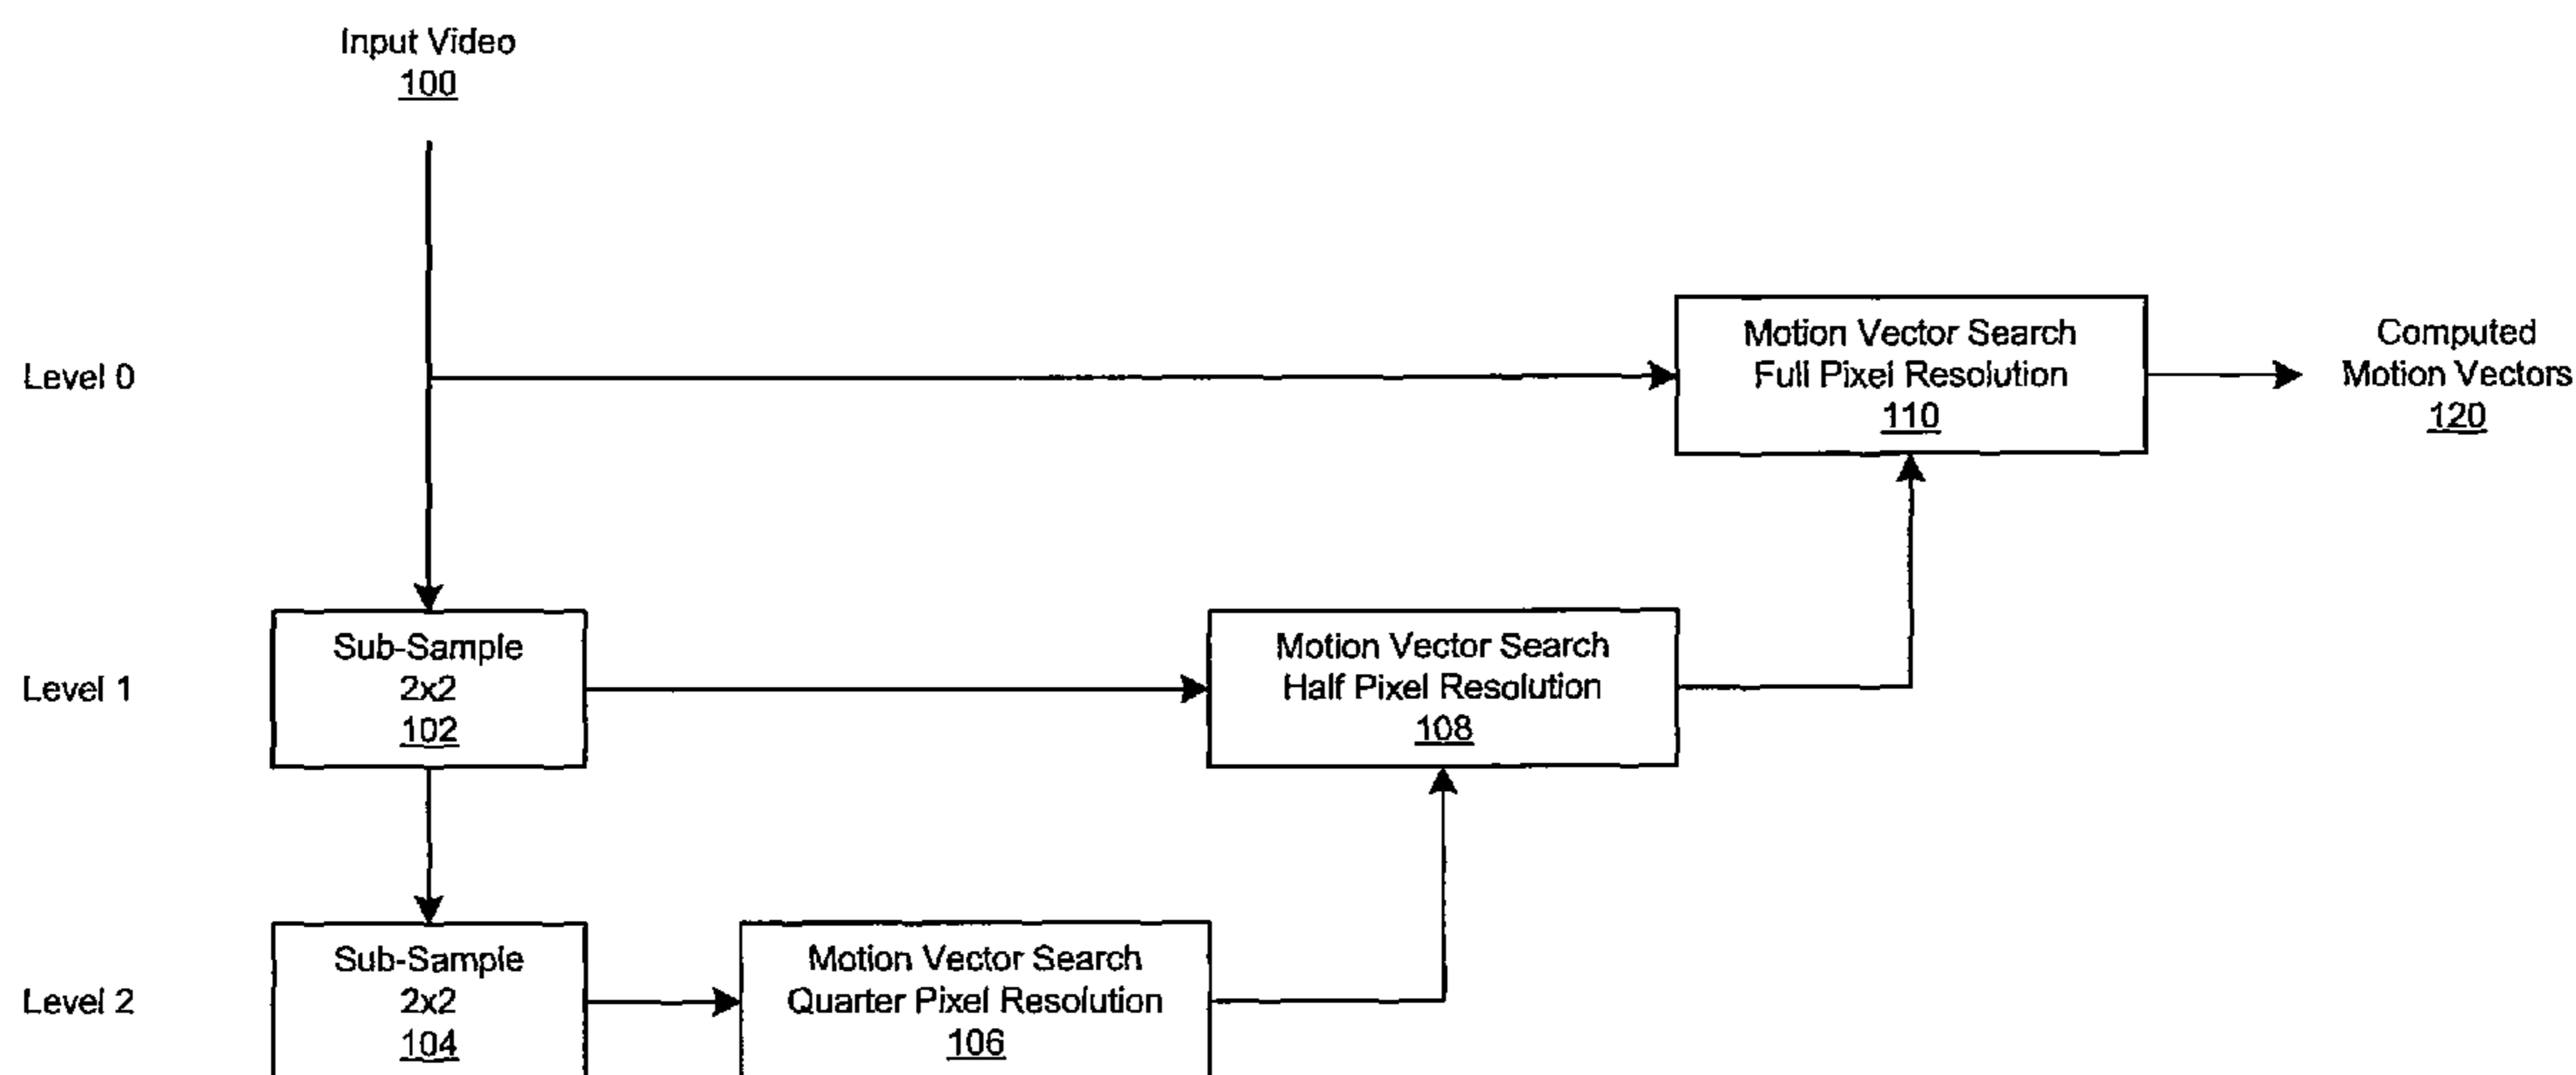 Input Video
100
Level 0
Motion Vector Search
Full Pixel Resolution
110
Computed
Motion Vectors
120
Level 1
Sub-Sample
2x2
102
Motion Vector Search
Half Pixel Resolution
108
Level 2
Sub-Sample
2x2
104
Motion Vector Search
Quarter Pixel Resolution
106